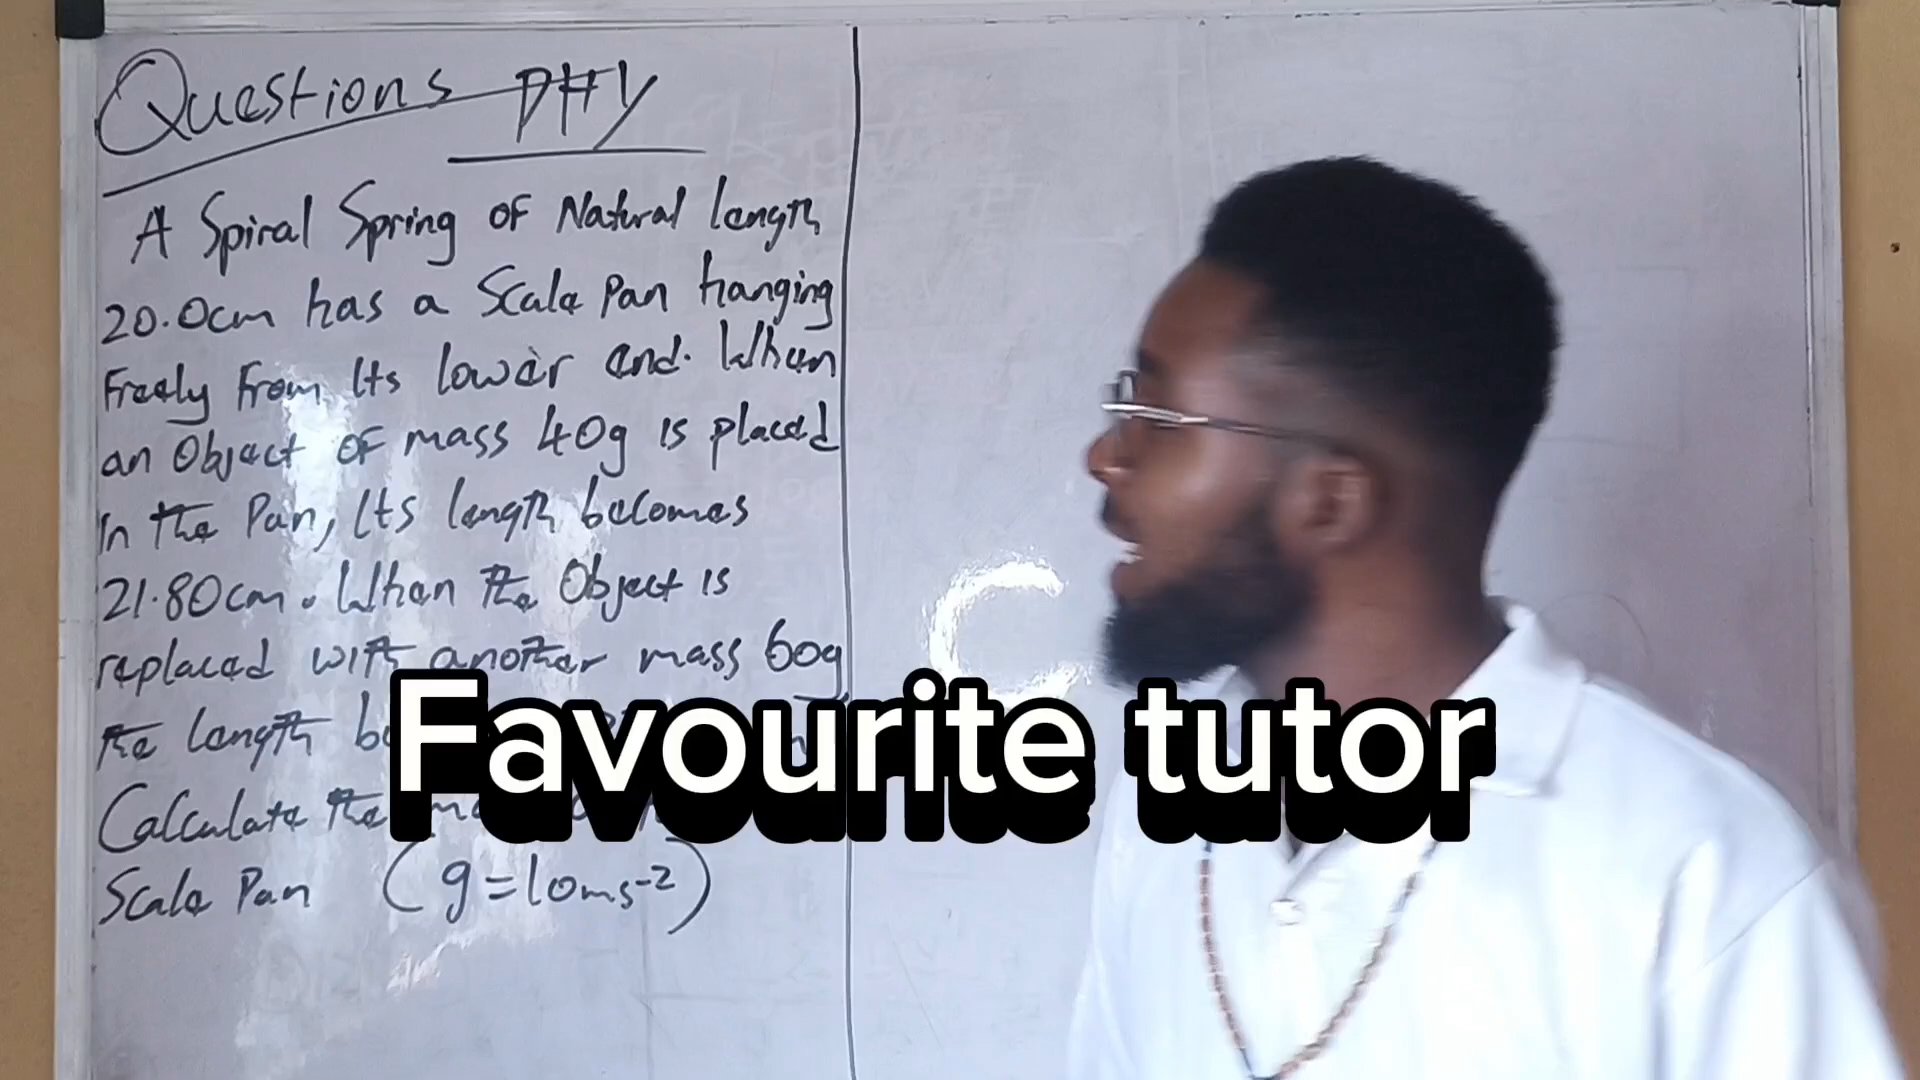 Questions PHY
A Spiral Spring of Natural length
20.0cm has a Scale Pan hanging
Freely From Its lower end. When
an Object of mass 40g is placed
In the Pan, Its length becomes
21.80cm. When the Object is
replaced with another mass 60g
the length
Favourite tutor
Calculate the
Scale Pan (g=10ms-2)